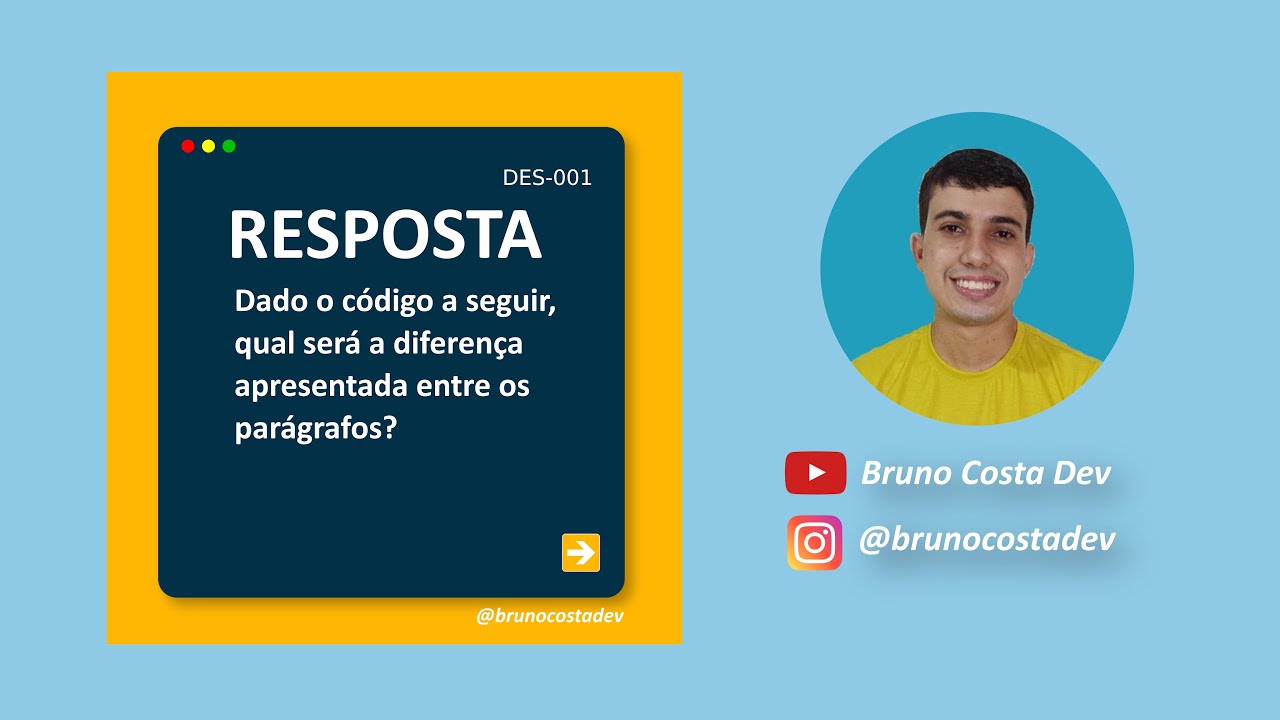 DES-001
RESPOSTA
Dado o código a seguir,
qual será a diferença
apresentada entre os
parágrafos?
@brunocostadev
Bruno Costa Dev
@brunocostadev